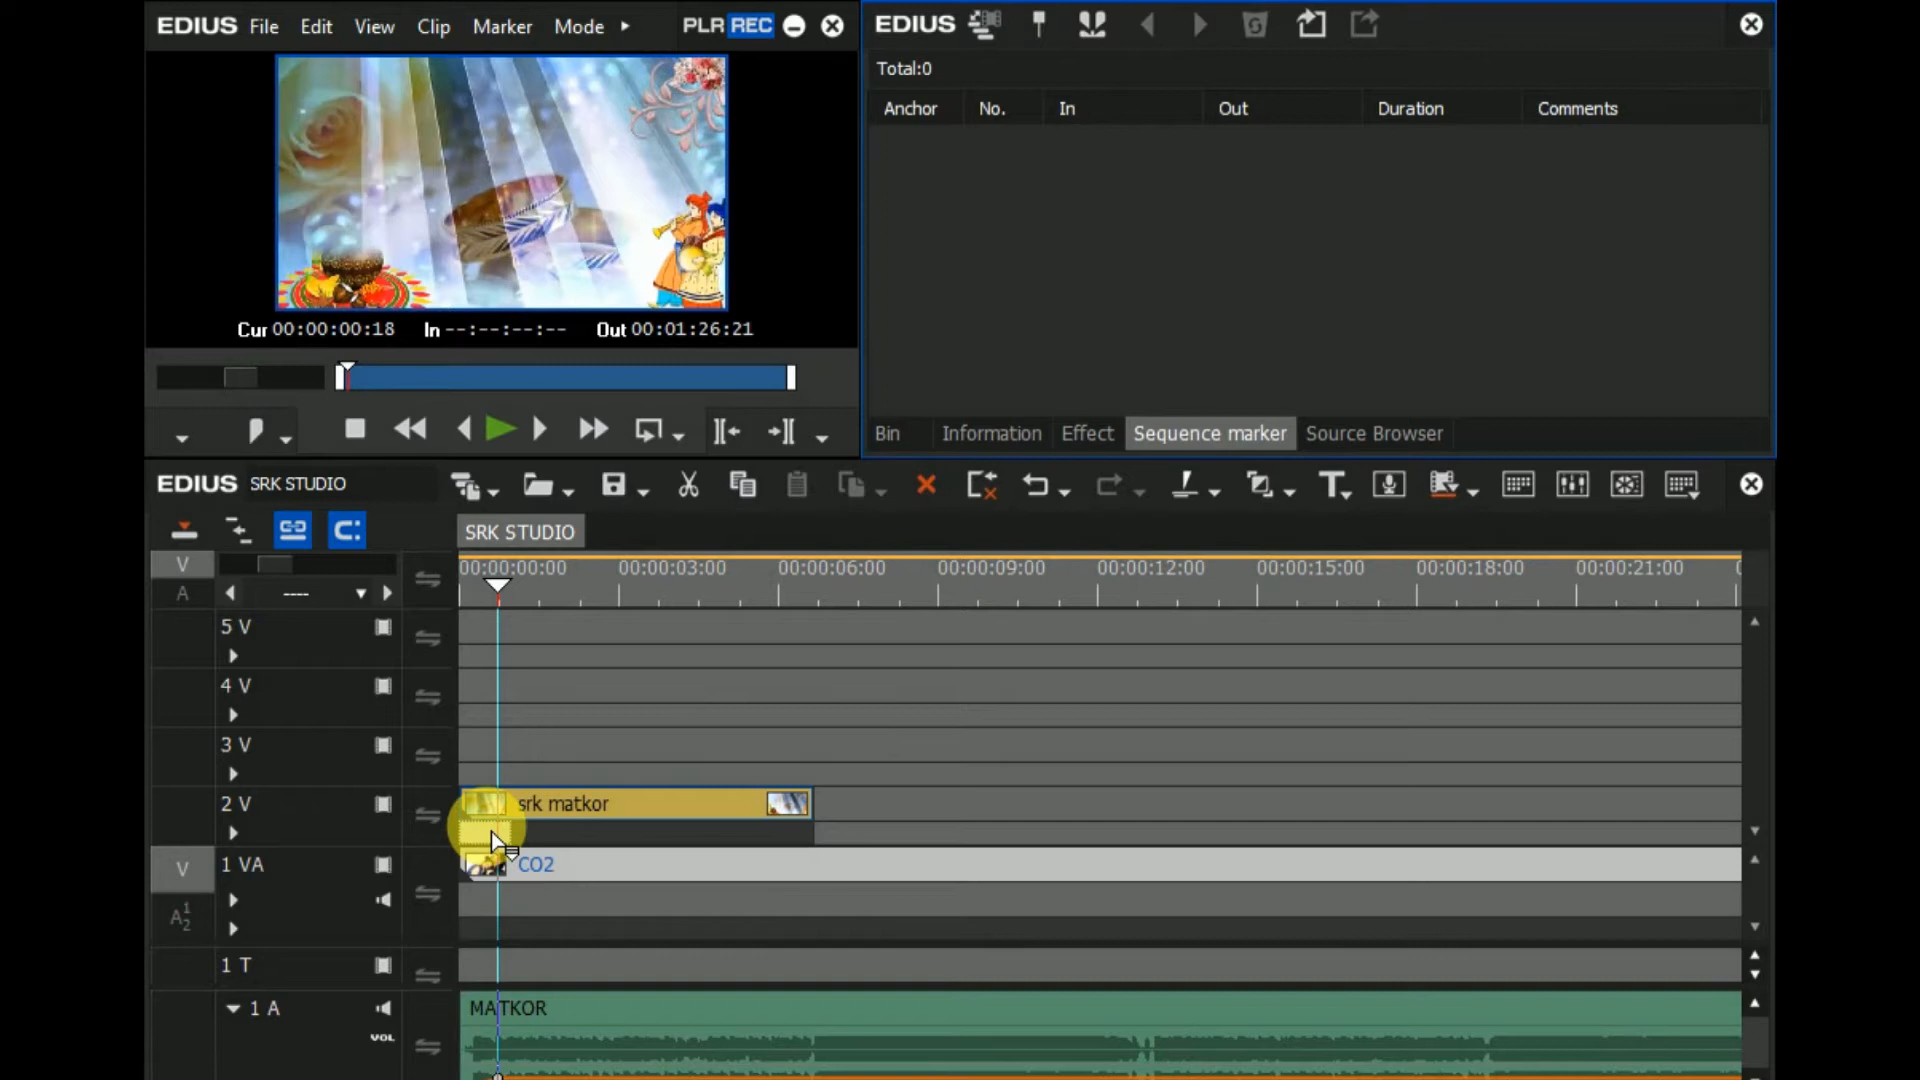 EDIUS File Edit View Clip Marker Mode PLR REC
Cur 00:00:00:18 In --:--:--:-- Out 00:01:26:21
EDIUS
Total:0
Anchor No. In Out Duration Comments
Bin Information Effect Sequence marker Source Browser
EDIUS SRK STUDIO
SRK STUDIO
V 00:00:00:00 00:00:03:00 00:00:06:00 00:00:09:00 00:00:12:00 00:00:15:00 00:00:18:00 00:00:21:00
A ----
5 V
4 V
3 V
2 V srk matkor
V 1 VA CO2
A 1 2
1 T
1 A MATKOR
VOL